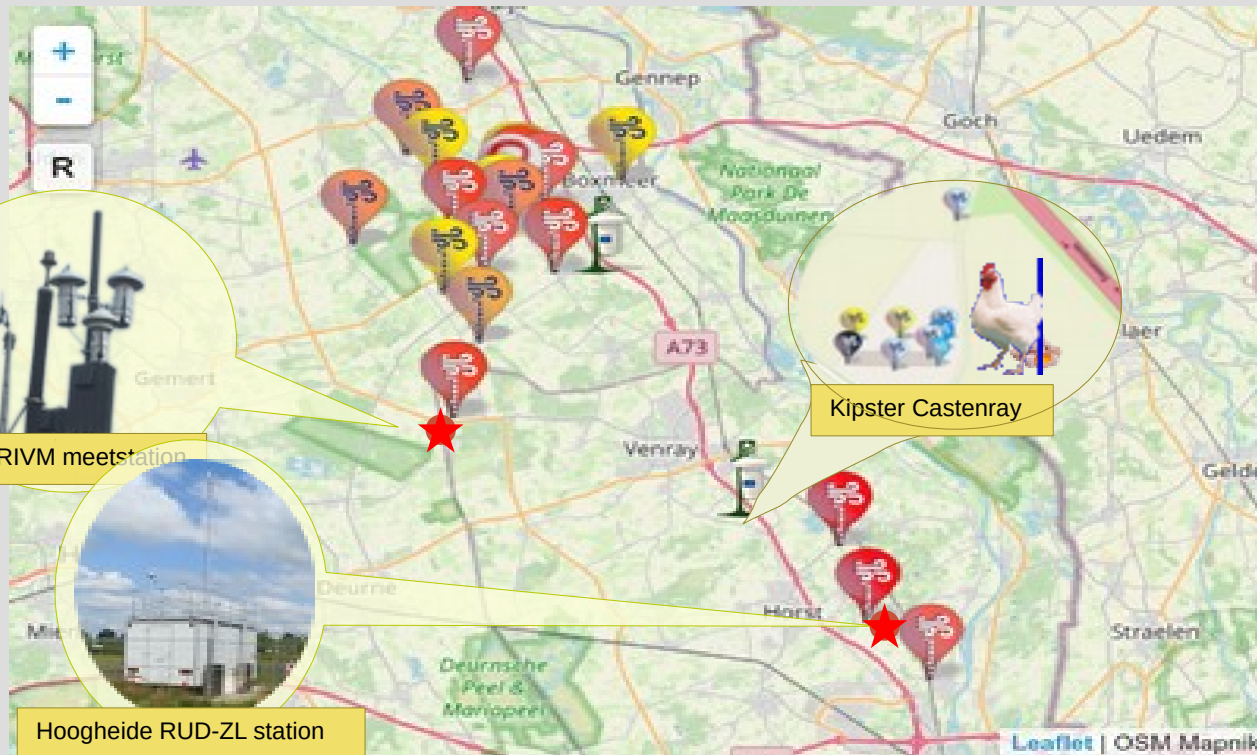 +
Gennep
-
Goch
Uedem
R
Boxmeer
Nationaal
Park De
Maasduinen
A73
Gemert
Kipster Castenray
Venray
RIVM meetstation
Deurne
Horst
Straelen
Deurnsche
Peel &
Mariapeel
Hoogheide RUD-ZL station
Leaflet | OSM Mapnik